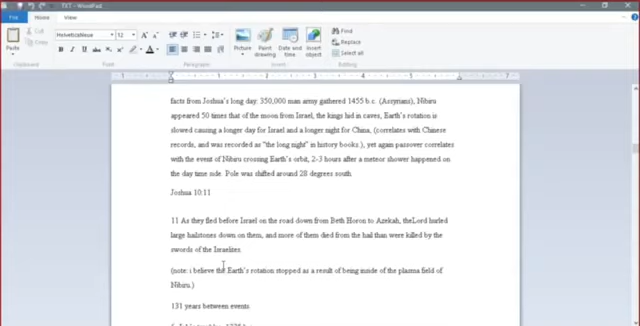 TXT - WordPad
File Home View
Cut
Copy
Paste
Clipboard
HelveticaNeue 12
Font
Paragraph
Picture
Paint drawing
Date and time
Insert object
Insert
Find
Replace
Select all
Editing
facts from Joshua's long day: 350,000 man army gathered 1455 b.c. (Assyrians), Nibiru
appeared 50 times that of the moon from Israel, the kings hid in caves, Earth's rotation is
slowed causing a longer day for Israel and a longer night for China, (correlates with Chinese
records, and was recorded as "the long night" in history books.), yet again passover correlates
with the event of Nibiru crossing Earth's orbit, 2-3 hours after a meteor shower happened on
the day time side. Pole was shifted around 28 degrees south
Joshua 10:11
11 As they fled before Israel on the road down from Beth Horon to Azekah, theLord hurled
large hailstones down on them, and more of them died from the hail than were killed by the
swords of the Israelites.
(note: i believe the Earth's rotation stopped as a result of being inside of the plasma field of
Nibiru.)
131 years between events